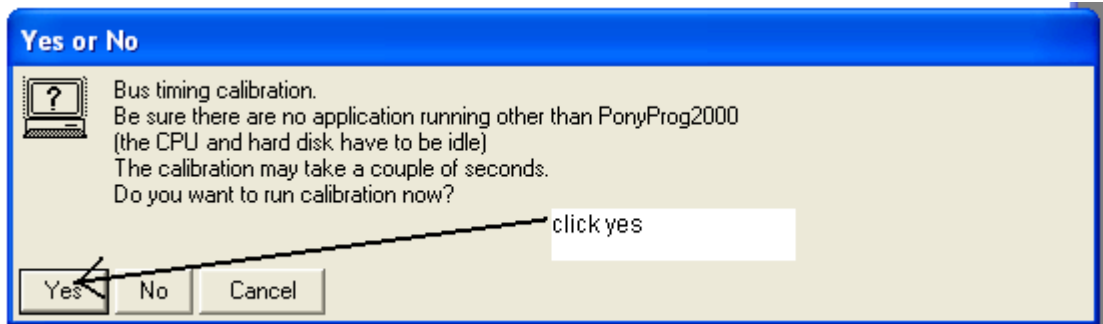 Yes or No
?
Bus timing calibration.
Be sure there are no application running other than PonyProg2000
(the CPU and hard disk have to be idle)
The calibration may take a couple of seconds.
Do you want to run calibration now?
click yes
Yes No Cancel